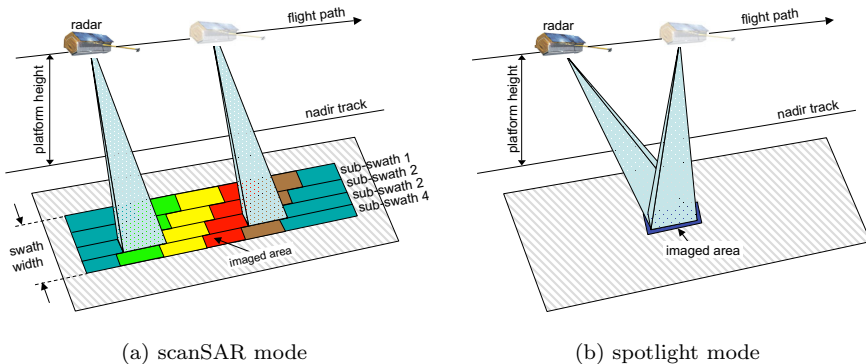 radar
flight path
platform height
nadir track
sub-swath 1
sub-swath 2
sub-swath 2
sub-swath 4
swath
width
imaged area
(a) scanSAR mode
radar
flight path
platform height
nadir track
imaged area
(b) spotlight mode